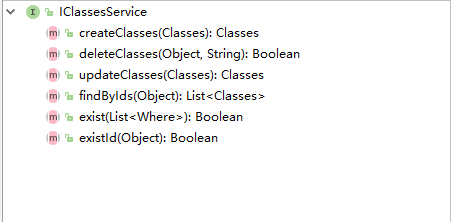 IClassesService
createClasses(Classes): Classes
deleteClasses(Object, String): Boolean
updateClasses(Classes): Classes
findByIds(Object): List<Classes>
exist(List<Where>): Boolean
existId(Object): Boolean